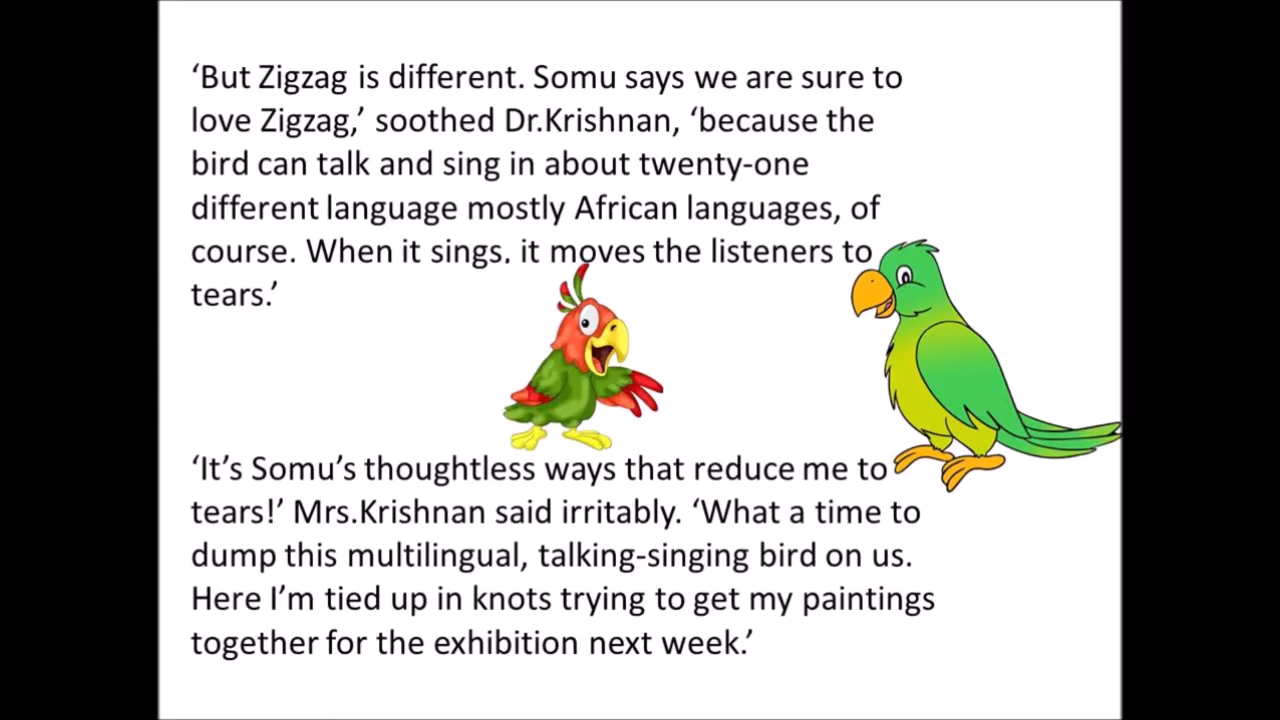 ‘But Zigzag is different. Somu says we are sure to
love Zigzag,’ soothed Dr.Krishnan, ‘because the
bird can talk and sing in about twenty-one
different language mostly African languages, of
course. When it sings, it moves the listeners to
tears.’
‘It’s Somu’s thoughtless ways that reduce me to
tears!’ Mrs.Krishnan said irritably. ‘What a time to
dump this multilingual, talking-singing bird on us.
Here I’m tied up in knots trying to get my paintings
together for the exhibition next week.’